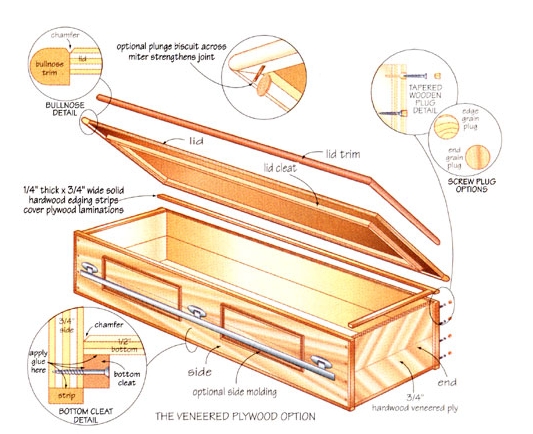 chamfer
bullnose
trim
lid
BULLNOSE
DETAIL
optional plunge biscuit across
miter strengthens joint
TAPERED
WOODEN
PLUG
DETAIL
edge
grain
plug
end
grain
plug
SCREW PLUG
OPTIONS
lid
lid trim
lid cleat
1/4" thick x 3/4" wide solid
hardwood edging strips
cover plywood laminations
3/4"
side
chamfer
1/2"
bottom
apply
glue
here
bottom
cleat
strip
BOTTOM CLEAT
DETAIL
side
optional side molding
end
3/4"
hardwood veneered ply
THE VENEERED PLYWOOD OPTION